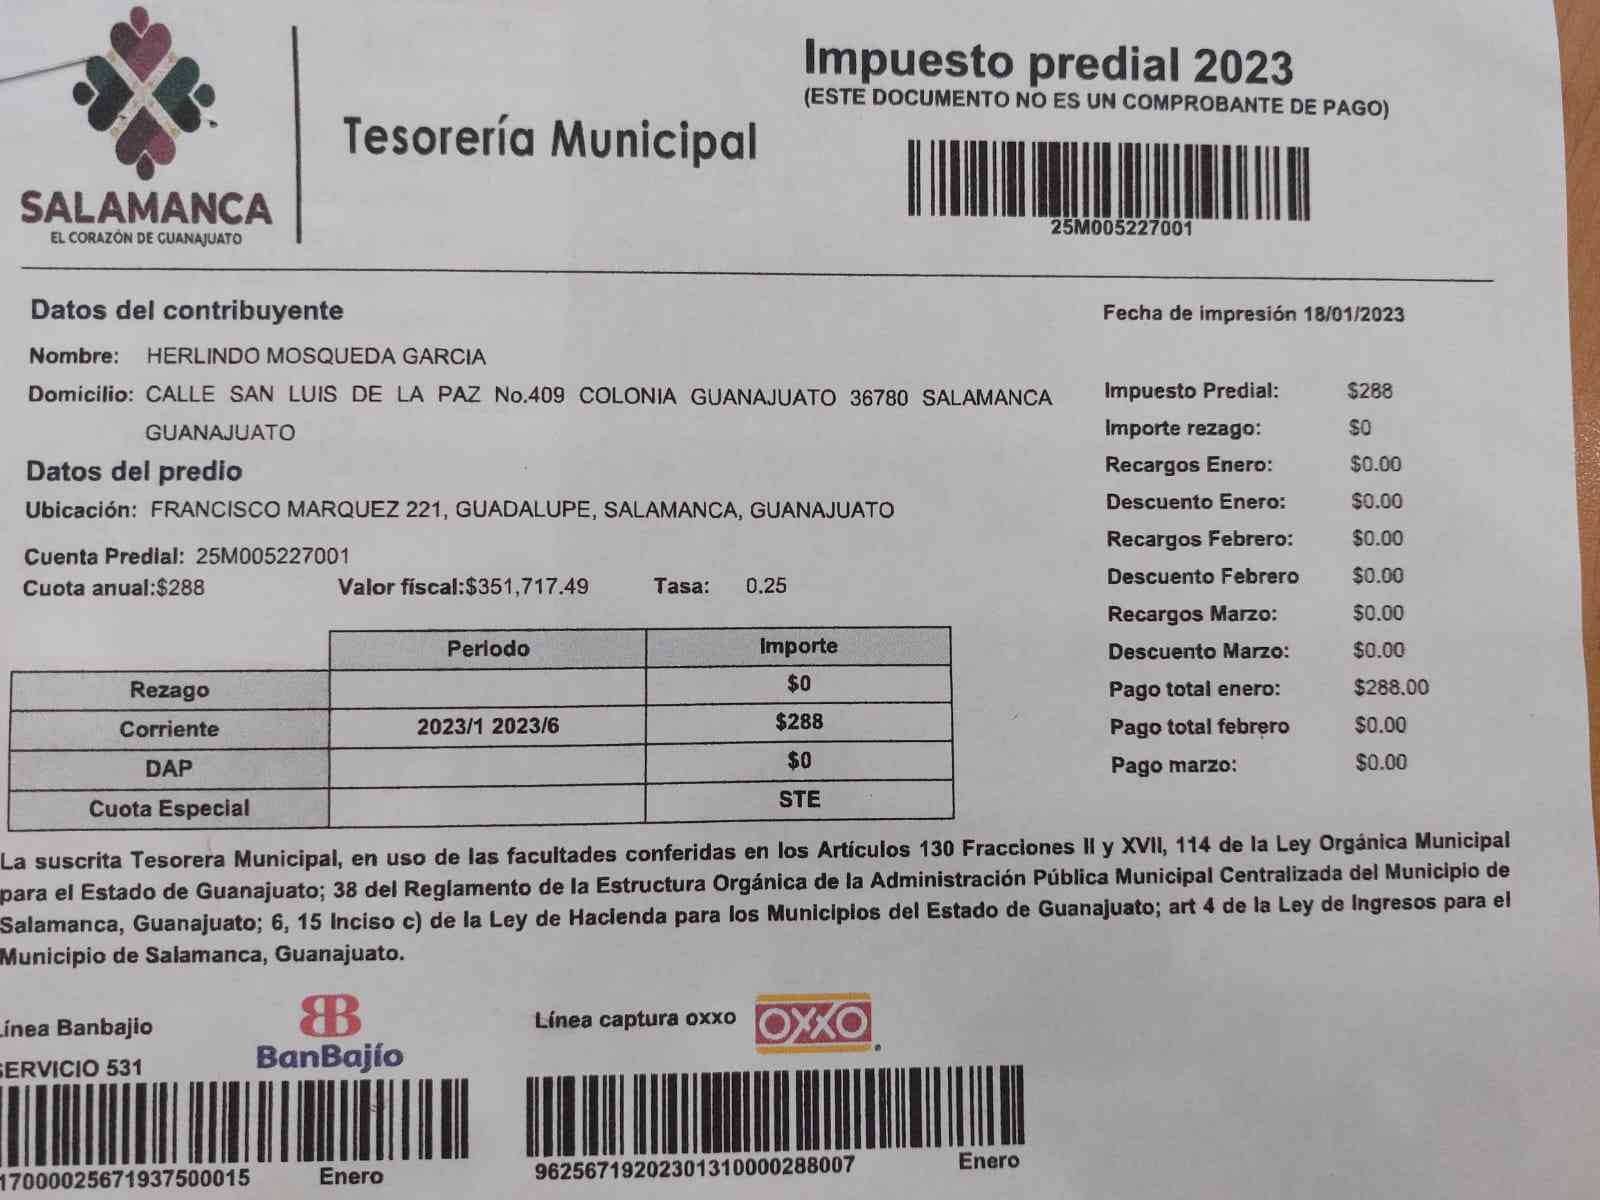 SALAMANCA
EL CORAZÓN DE GUANAJUATO
Tesorería Municipal
Impuesto predial 2023
(ESTE DOCUMENTO NO ES UN COMPROBANTE DE PAGO)
25M005227001
Datos del contribuyente
Fecha de impresión 18/01/2023
Nombre: HERLINDO MOSQUEDA GARCIA
Domicilio: CALLE SAN LUIS DE LA PAZ No.409 COLONIA GUANAJUATO 36780 SALAMANCA
GUANAJUATO
Datos del predio
Ubicación: FRANCISCO MARQUEZ 221, GUADALUPE, SALAMANCA, GUANAJUATO
Cuenta Predial: 25M005227001
Cuota anual:$288 Valor fiscal:$351,717.49 Tasa: 0.25
Impuesto Predial: $288
Importe rezago: $0
Recargos Enero: $0.00
Descuento Enero: $0.00
Recargos Febrero: $0.00
Descuento Febrero $0.00
Recargos Marzo: $0.00
Descuento Marzo: $0.00
Pago total enero: $288.00
Pago total febrero $0.00
Pago marzo: $0.00
Periodo Importe
Rezago $0
Corriente 2023/1 2023/6 $288
DAP $0
Cuota Especial STE
La suscrita Tesorera Municipal, en uso de las facultades conferidas en los Artículos 130 Fracciones II y XVII, 114 de la Ley Orgánica Municipal
para el Estado de Guanajuato; 38 del Reglamento de la Estructura Orgánica de la Administración Pública Municipal Centralizada del Municipio de
Salamanca, Guanajuato; 6, 15 Inciso c) de la Ley de Hacienda para los Municipios del Estado de Guanajuato; art 4 de la Ley de Ingresos para el
Municipio de Salamanca, Guanajuato.
Línea Banbajio
BanBajío
SERVICIO 531
Línea captura oxxo
OXXO
1700002567193750​0015 Enero
96256719202301310000288007 Enero